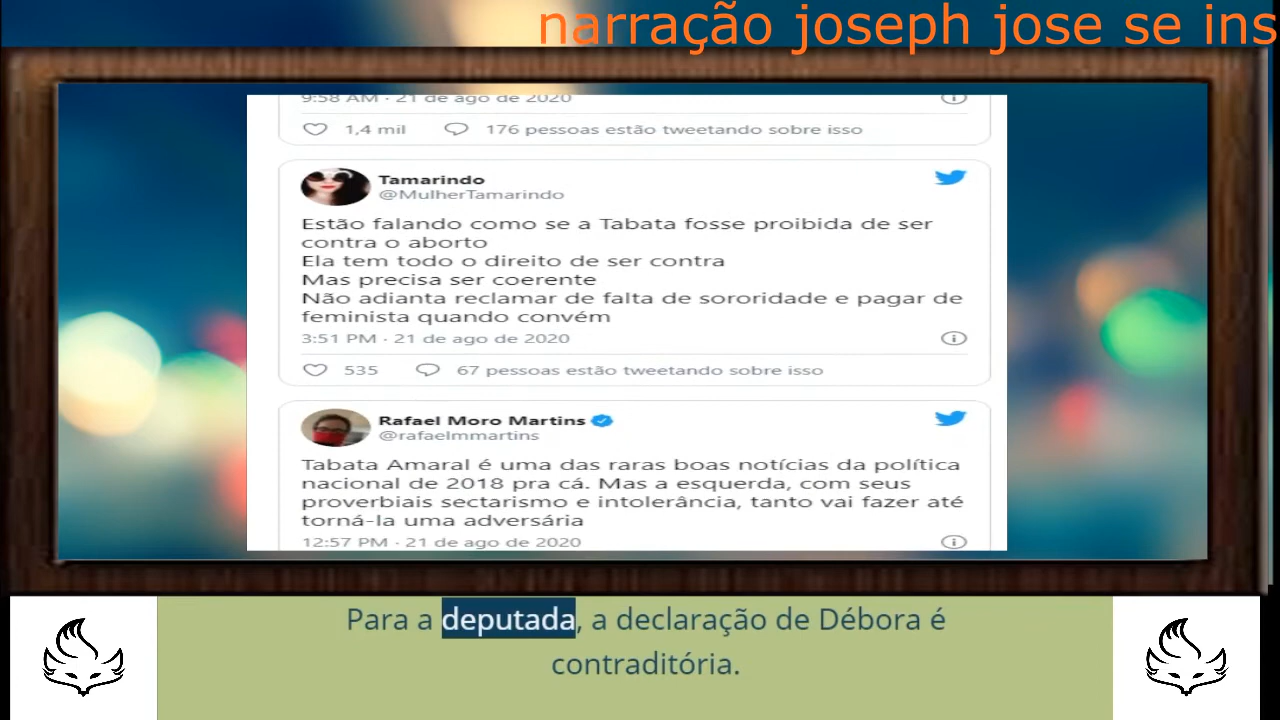 narração joseph jose se ins
9:58 AM · 21 de ago de 2020
1,4 mil 176 pessoas estão tweetando sobre isso
Tamarindo
@MulherTamarindo
Estão falando como se a Tabata fosse proibida de ser
contra o aborto
Ela tem todo o direito de ser contra
Mas precisa ser coerente
Não adianta reclamar de falta de sororidade e pagar de
feminista quando convém
3:51 PM · 21 de ago de 2020
535 67 pessoas estão tweetando sobre isso
Rafael Moro Martins
@rafaelmmartins
Tabata Amaral é uma das raras boas notícias da política
nacional de 2018 pra cá. Mas a esquerda, com seus
proverbiais sectarismo e intolerância, tanto vai fazer até
torná-la uma adversária
12:57 PM · 21 de ago de 2020
Para a deputada, a declaração de Débora é
contraditória.